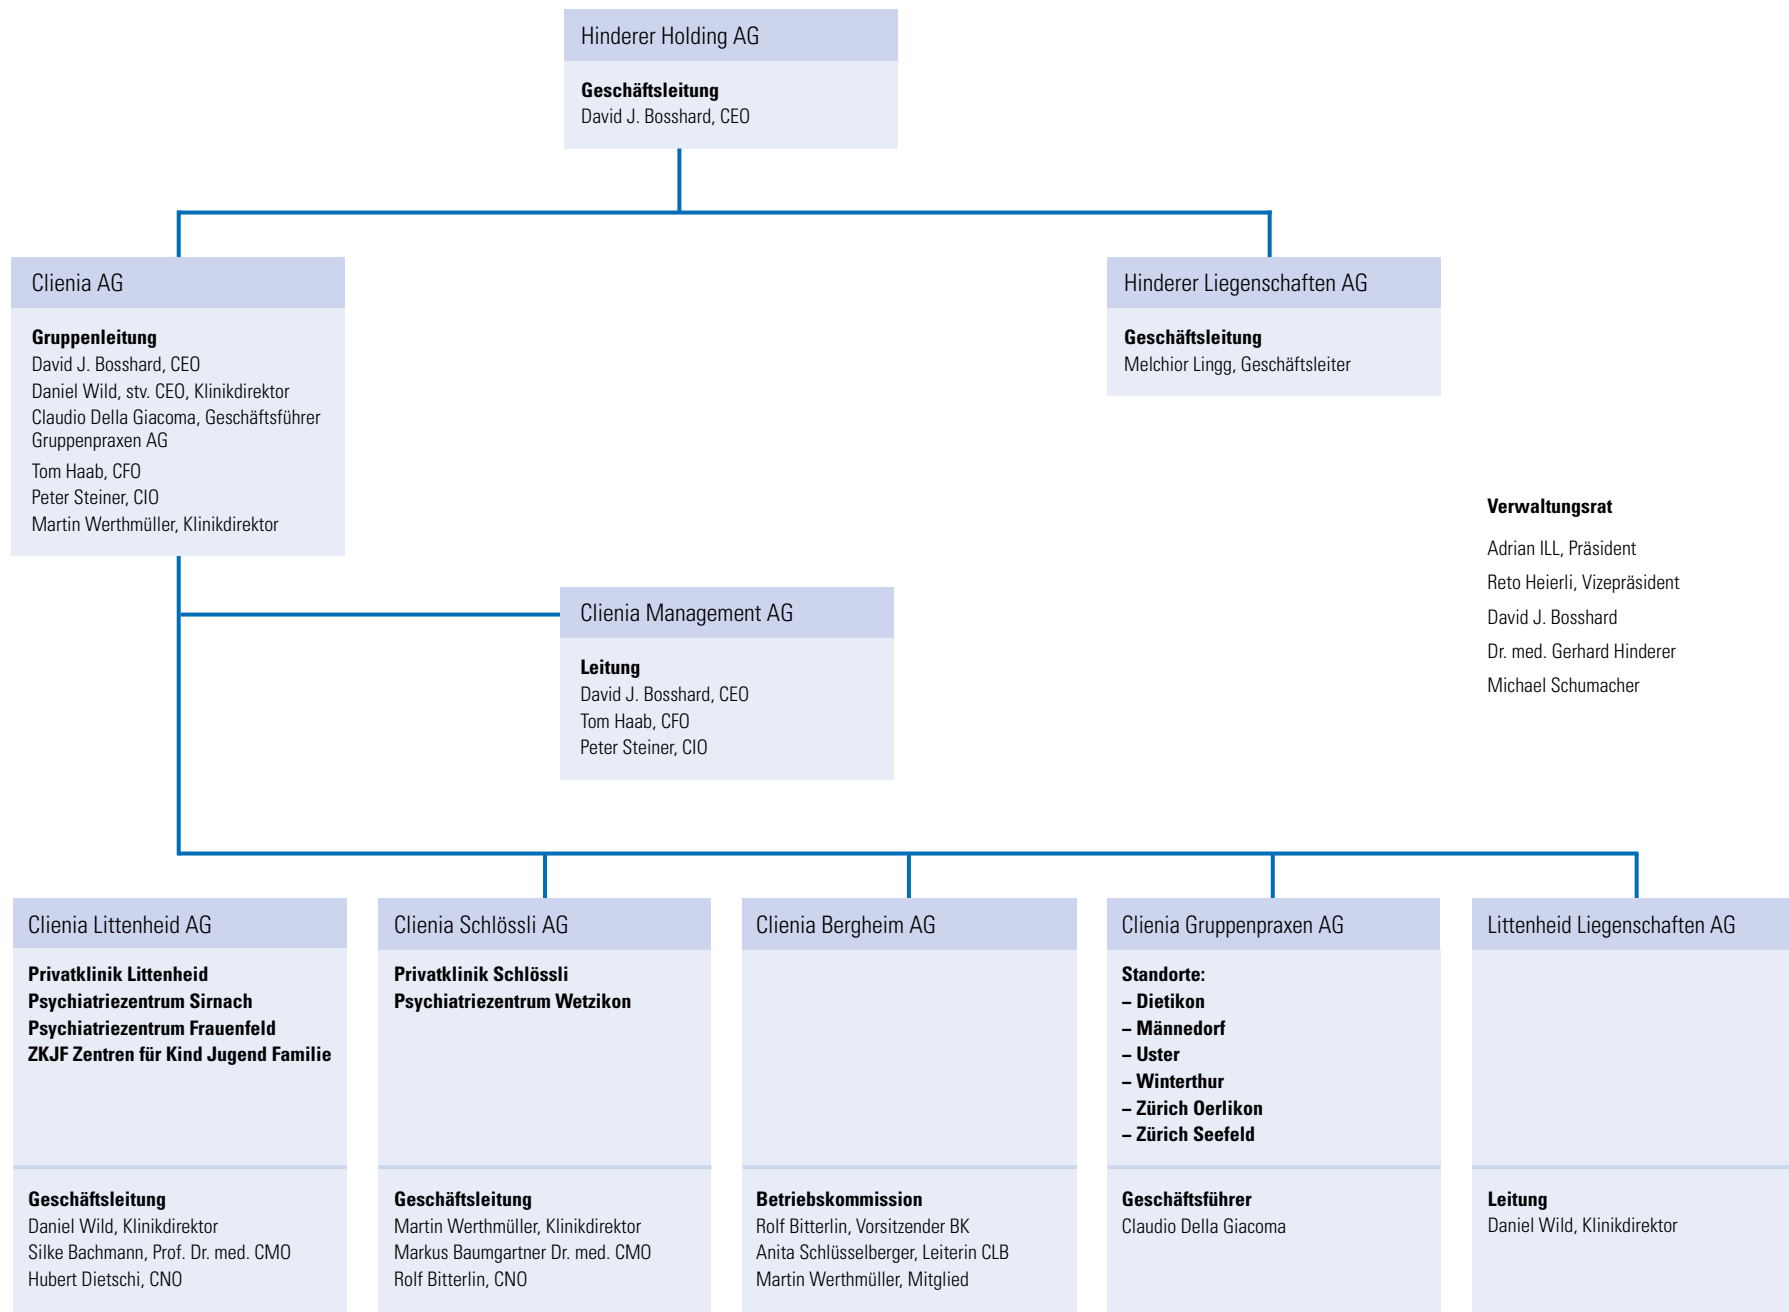 Hinderer Holding AG
Geschäftsleitung
David J. Bosshard, CEO
Clienia AG
Gruppenleitung
David J. Bosshard, CEO
Daniel Wild, stv. CEO, Klinikdirektor
Claudio Della Giacoma, Geschäftsführer
Gruppenpraxen AG
Tom Haab, CFO
Peter Steiner, CIO
Martin Werthmüller, Klinikdirektor
Hinderer Liegenschaften AG
Geschäftsleitung
Melchior Lingg, Geschäftsleiter
Verwaltungsrat
Adrian ILL, Präsident
Reto Heierli, Vizepräsident
David J. Bosshard
Dr. med. Gerhard Hinderer
Michael Schumacher
Clienia Management AG
Leitung
David J. Bosshard, CEO
Tom Haab, CFO
Peter Steiner, CIO
Clienia Littenheid AG
Privatklinik Littenheid
Psychiatriezentrum Sirnach
Psychiatriezentrum Frauenfeld
ZKJF Zentren für Kind Jugend Familie
Geschäftsleitung
Daniel Wild, Klinikdirektor
Silke Bachmann, Prof. Dr. med. CMO
Hubert Dietschi, CNO
Clienia Schlössli AG
Privatklinik Schlössli
Psychiatriezentrum Wetzikon
Geschäftsleitung
Martin Werthmüller, Klinikdirektor
Markus Baumgartner Dr. med. CMO
Rolf Bitterlin, CNO
Clienia Bergheim AG
Betriebskommission
Rolf Bitterlin, Vorsitzender BK
Anita Schlüsselberger, Leiterin CLB
Martin Werthmüller, Mitglied
Clienia Gruppenpraxen AG
Standorte:
– Dietikon
– Männedorf
– Uster
– Winterthur
– Zürich Oerlikon
– Zürich Seefeld
Geschäftsführer
Claudio Della Giacoma
Littenheid Liegenschaften AG
Leitung
Daniel Wild, Klinikdirektor